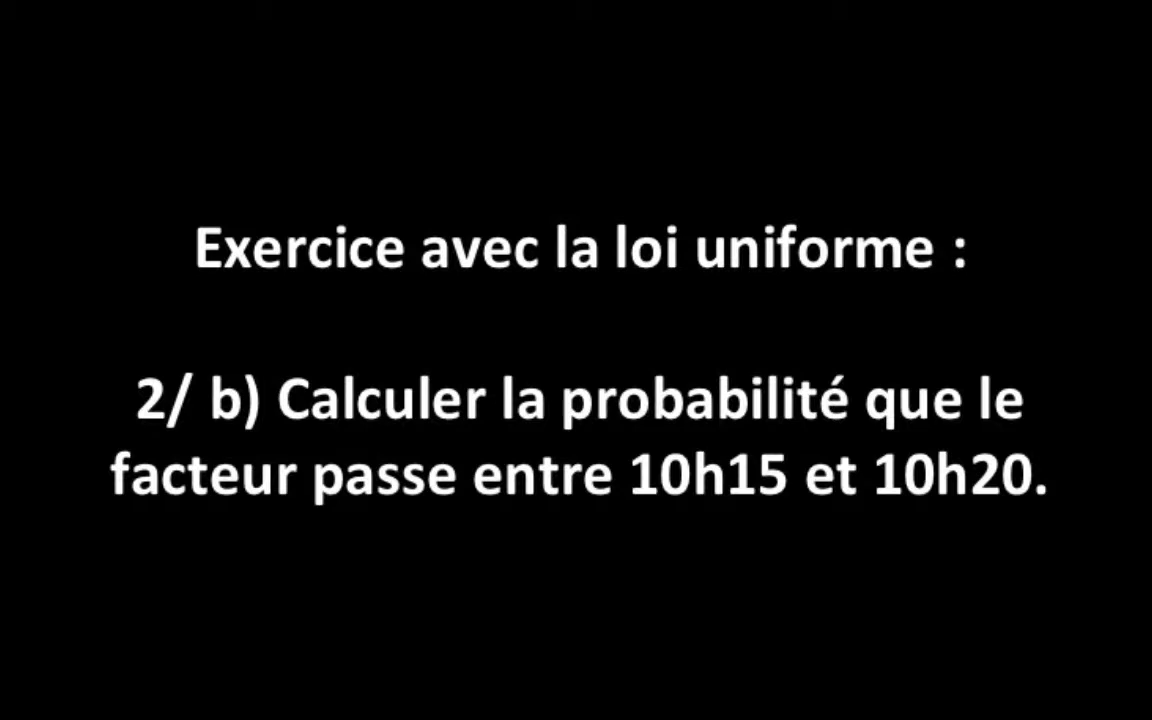 Exercice avec la loi uniforme :
2/ b) Calculer la probabilité que le
facteur passe entre 10h15 et 10h20.